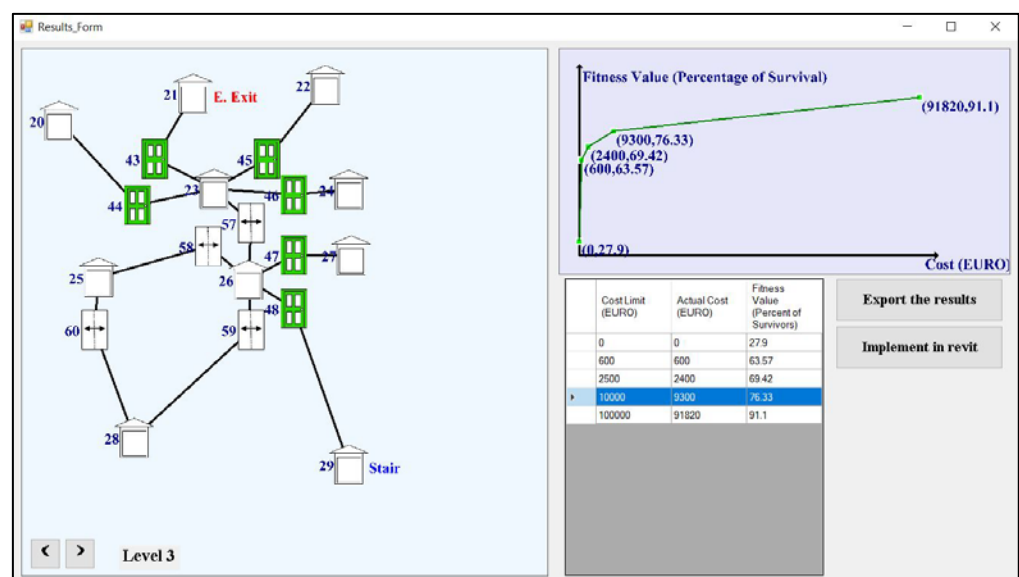 Results_Form
21
E. Exit
22
20
43
45
23
46
24
44
57
58
47
27
25
26
48
60
59
28
29
Stair
Level 3
Fitness Value (Percentage of Survival)
(91820,91.1)
(9300,76.33)
(2400,69.42)
(600,63.57)
(0,27.9)
Cost (EURO)
Cost Limit (EURO) Actual Cost (EURO) Fitness Value (Percent of Survivors)
0 0 27.9
600 600 63.57
2500 2400 69.42
10000 9300 76.33
100000 91820 91.1
Export the results
Implement in revit